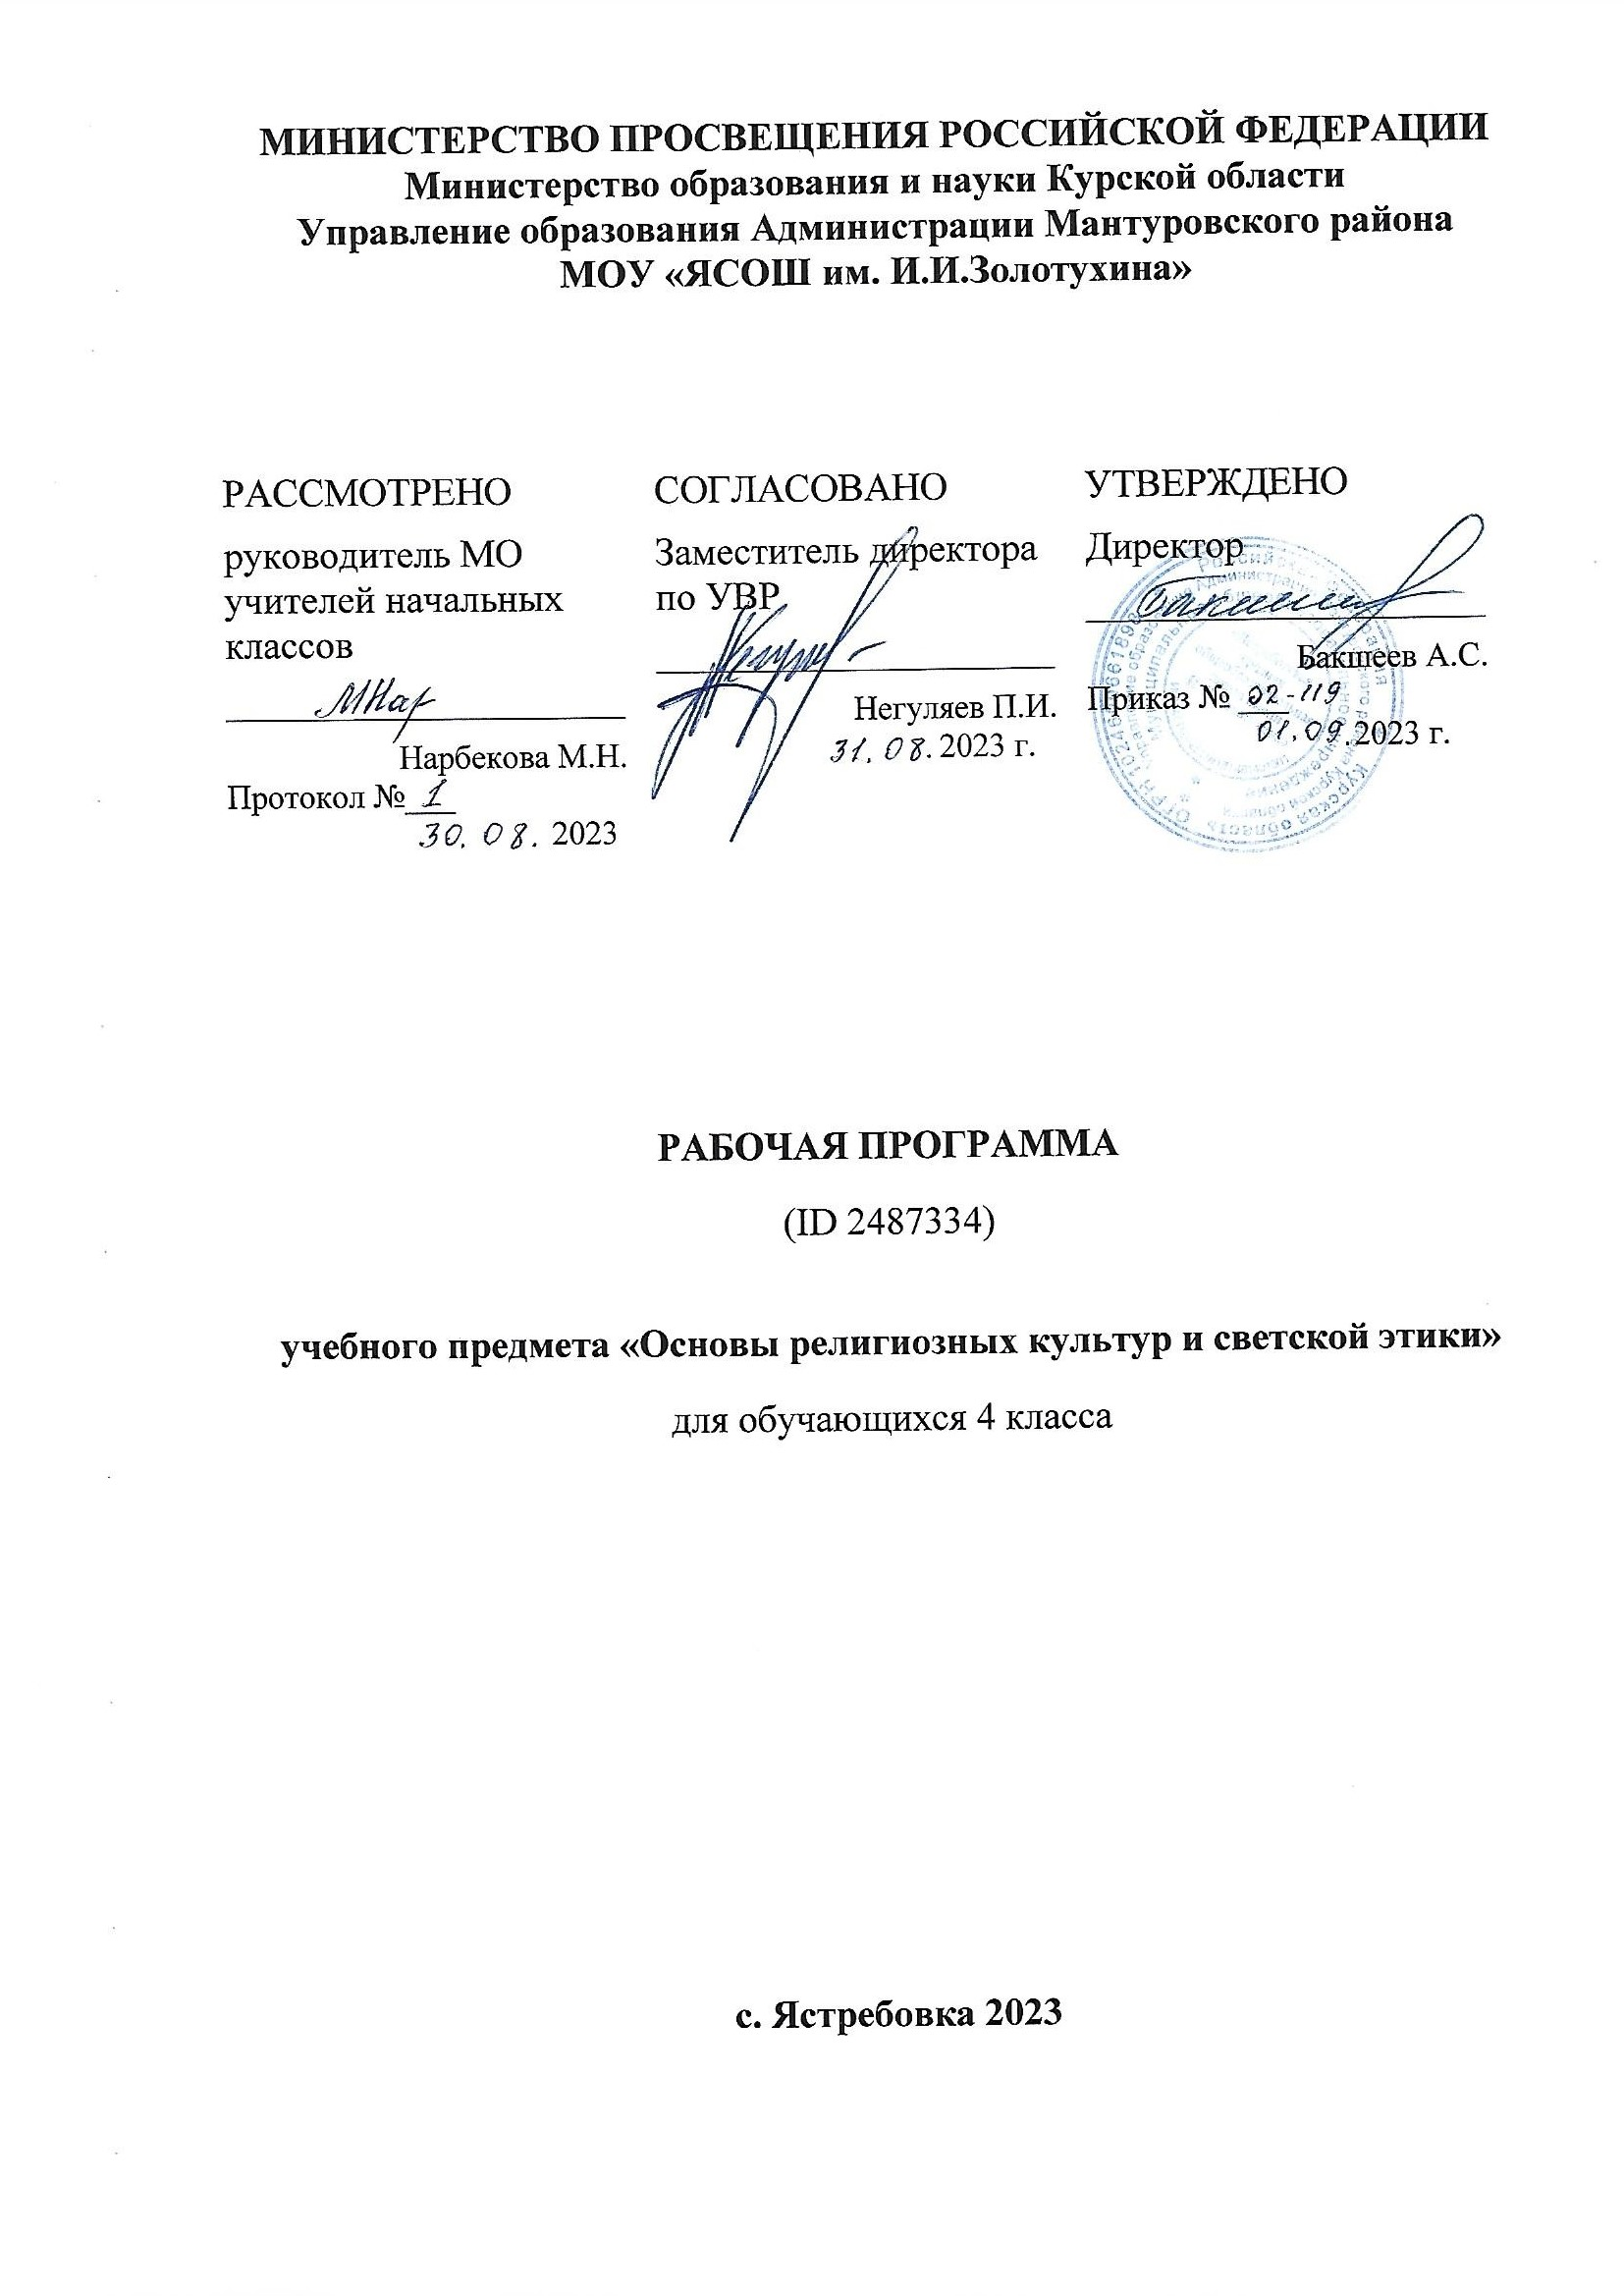 МИНИСТЕРСТВО ПРОСВЕЩЕНИЯ РОССИЙСКОЙ ФЕДЕРАЦИИ
Министерство образования и науки Курской области
Управление образования Администрации Мантуровского района
МОУ «ЯСОШ им. И.И.Золотухина»
РАССМОТРЕНО
руководитель МО
учителей начальных
классов
Нарбекова М.Н.
Протокол № 1
30. 08. 2023
СОГЛАСОВАНО
Заместитель директора
по УВР
Негуляев П.И.
31. 08. 2023 г.
УТВЕРЖДЕНО
Директор
Бакшеев А.С.
Приказ № 02-119
01.09.2023 г.
РАБОЧАЯ ПРОГРАММА
(ID 2487334)
учебного предмета «Основы религиозных культур и светской этики»
для обучающихся 4 класса
с. Ястребовка 2023